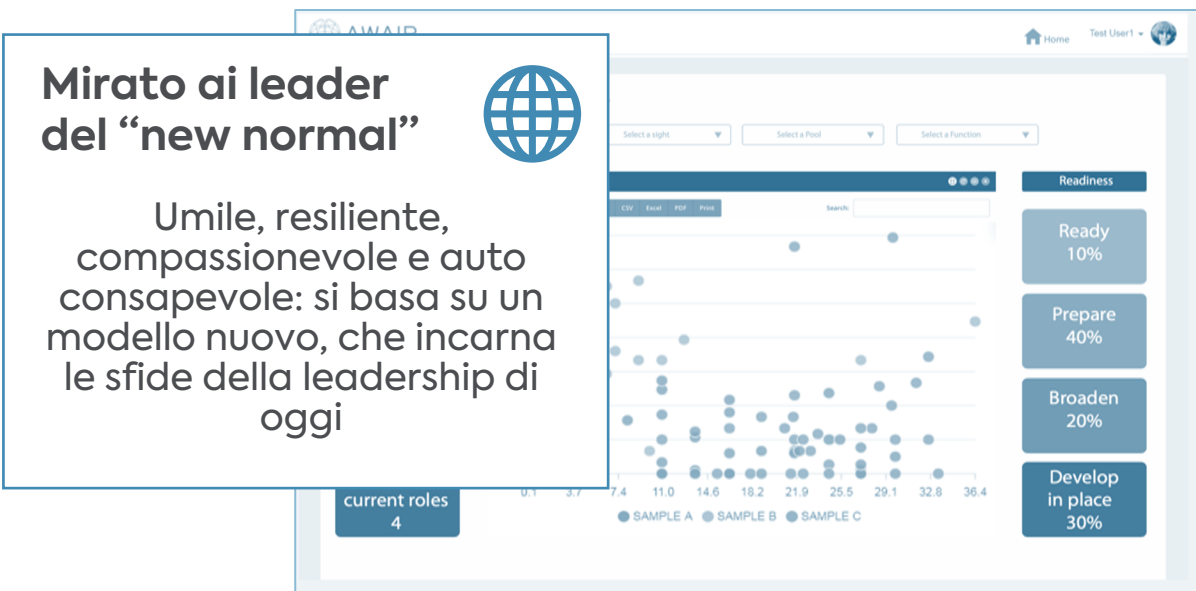 AWAIR
Home
Test User1
Mirato ai leader
del “new normal”
Umile, resiliente,
compassionevole e auto
consapevole: si basa su un
modello nuovo, che incarna
le sfide della leadership di
oggi
Select a sight
Select a Pool
Select a Function
CSV Excel PDF Print
Search:
Readiness
Ready
10%
Prepare
40%
Broaden
20%
Develop
in place
30%
current roles
4
0.1 3.7 7.4 11.0 14.6 18.2 21.9 25.5 29.1 32.8 36.4
SAMPLE A SAMPLE B SAMPLE C